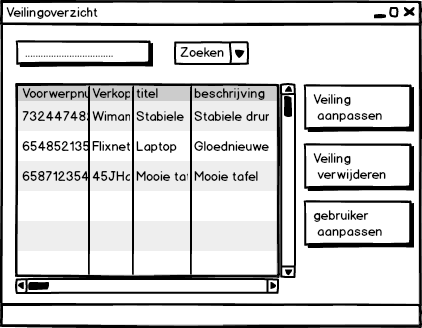 Veilingoverzicht
Zoeken
Voorwerpnu Verkop titel beschrijving
73244748 Wiman Stabiele Stabiele drur
654852135 Flixnet Laptop Gloednieuwe
658712354 45JHc Mooie taf Mooie tafel
Veiling
aanpassen
Veiling
verwijderen
gebruiker
aanpassen